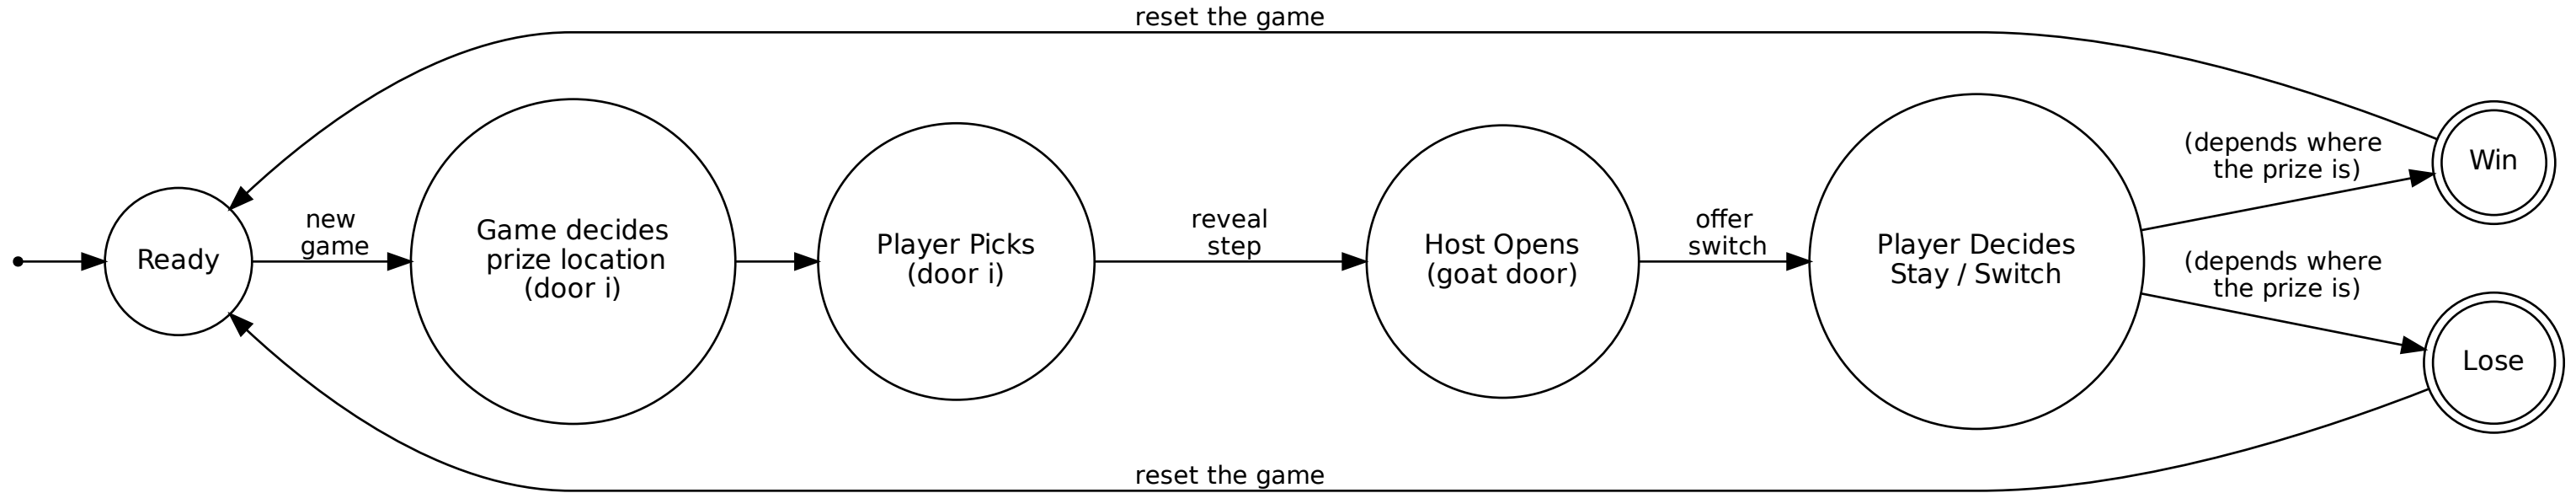 reset the game
Ready
new
game
Game decides
prize location
(door i)
Player Picks
(door i)
reveal
step
Host Opens
(goat door)
offer
switch
Player Decides
Stay / Switch
(depends where
the prize is)
Win
(depends where
the prize is)
Lose
reset the game